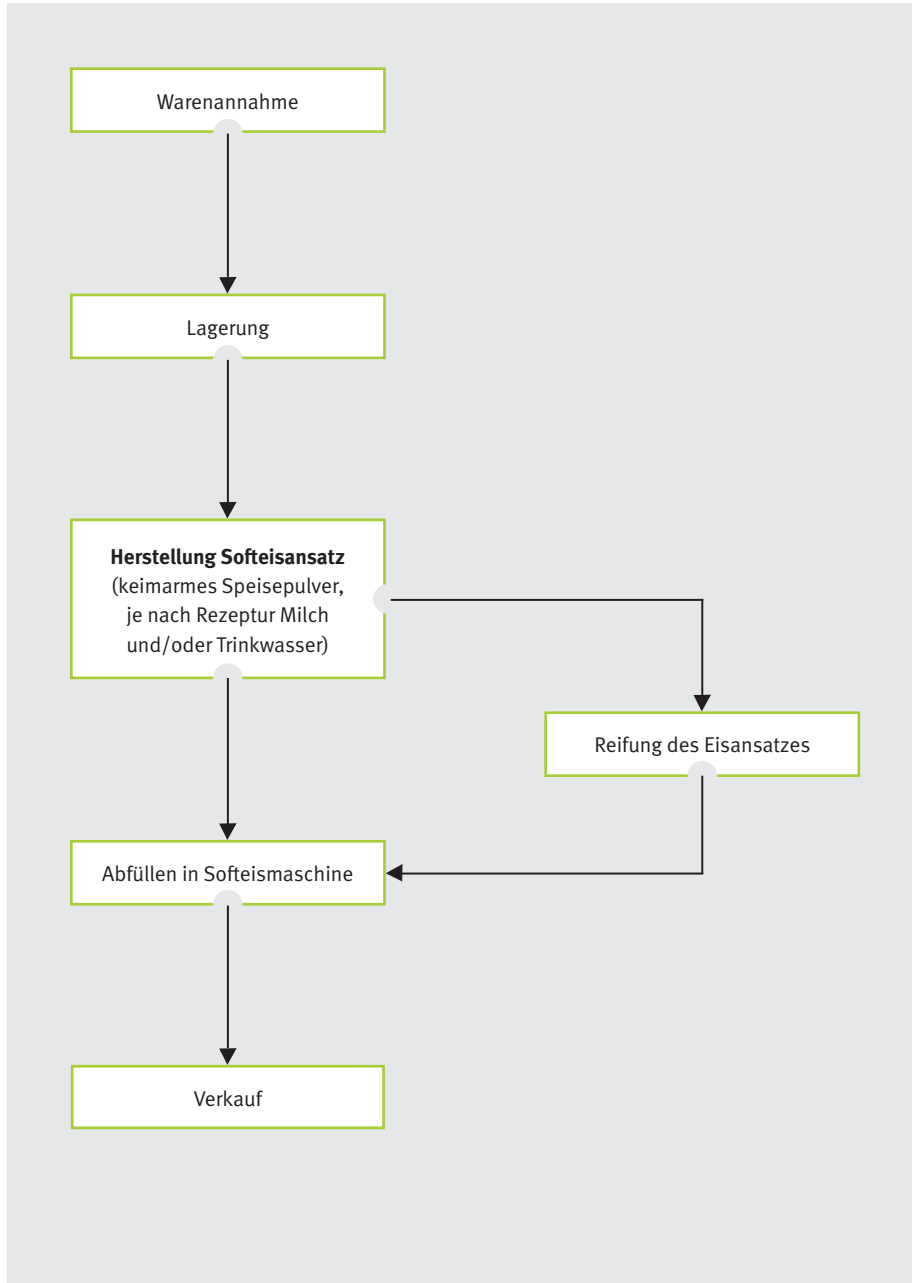 Warenannahme
Lagerung
Herstellung Softeisansatz
(keimarmes Speisepulver,
je nach Rezeptur Milch
und/oder Trinkwasser)
Reifung des Eisansatzes
Abfüllen in Softeismaschine
Verkauf